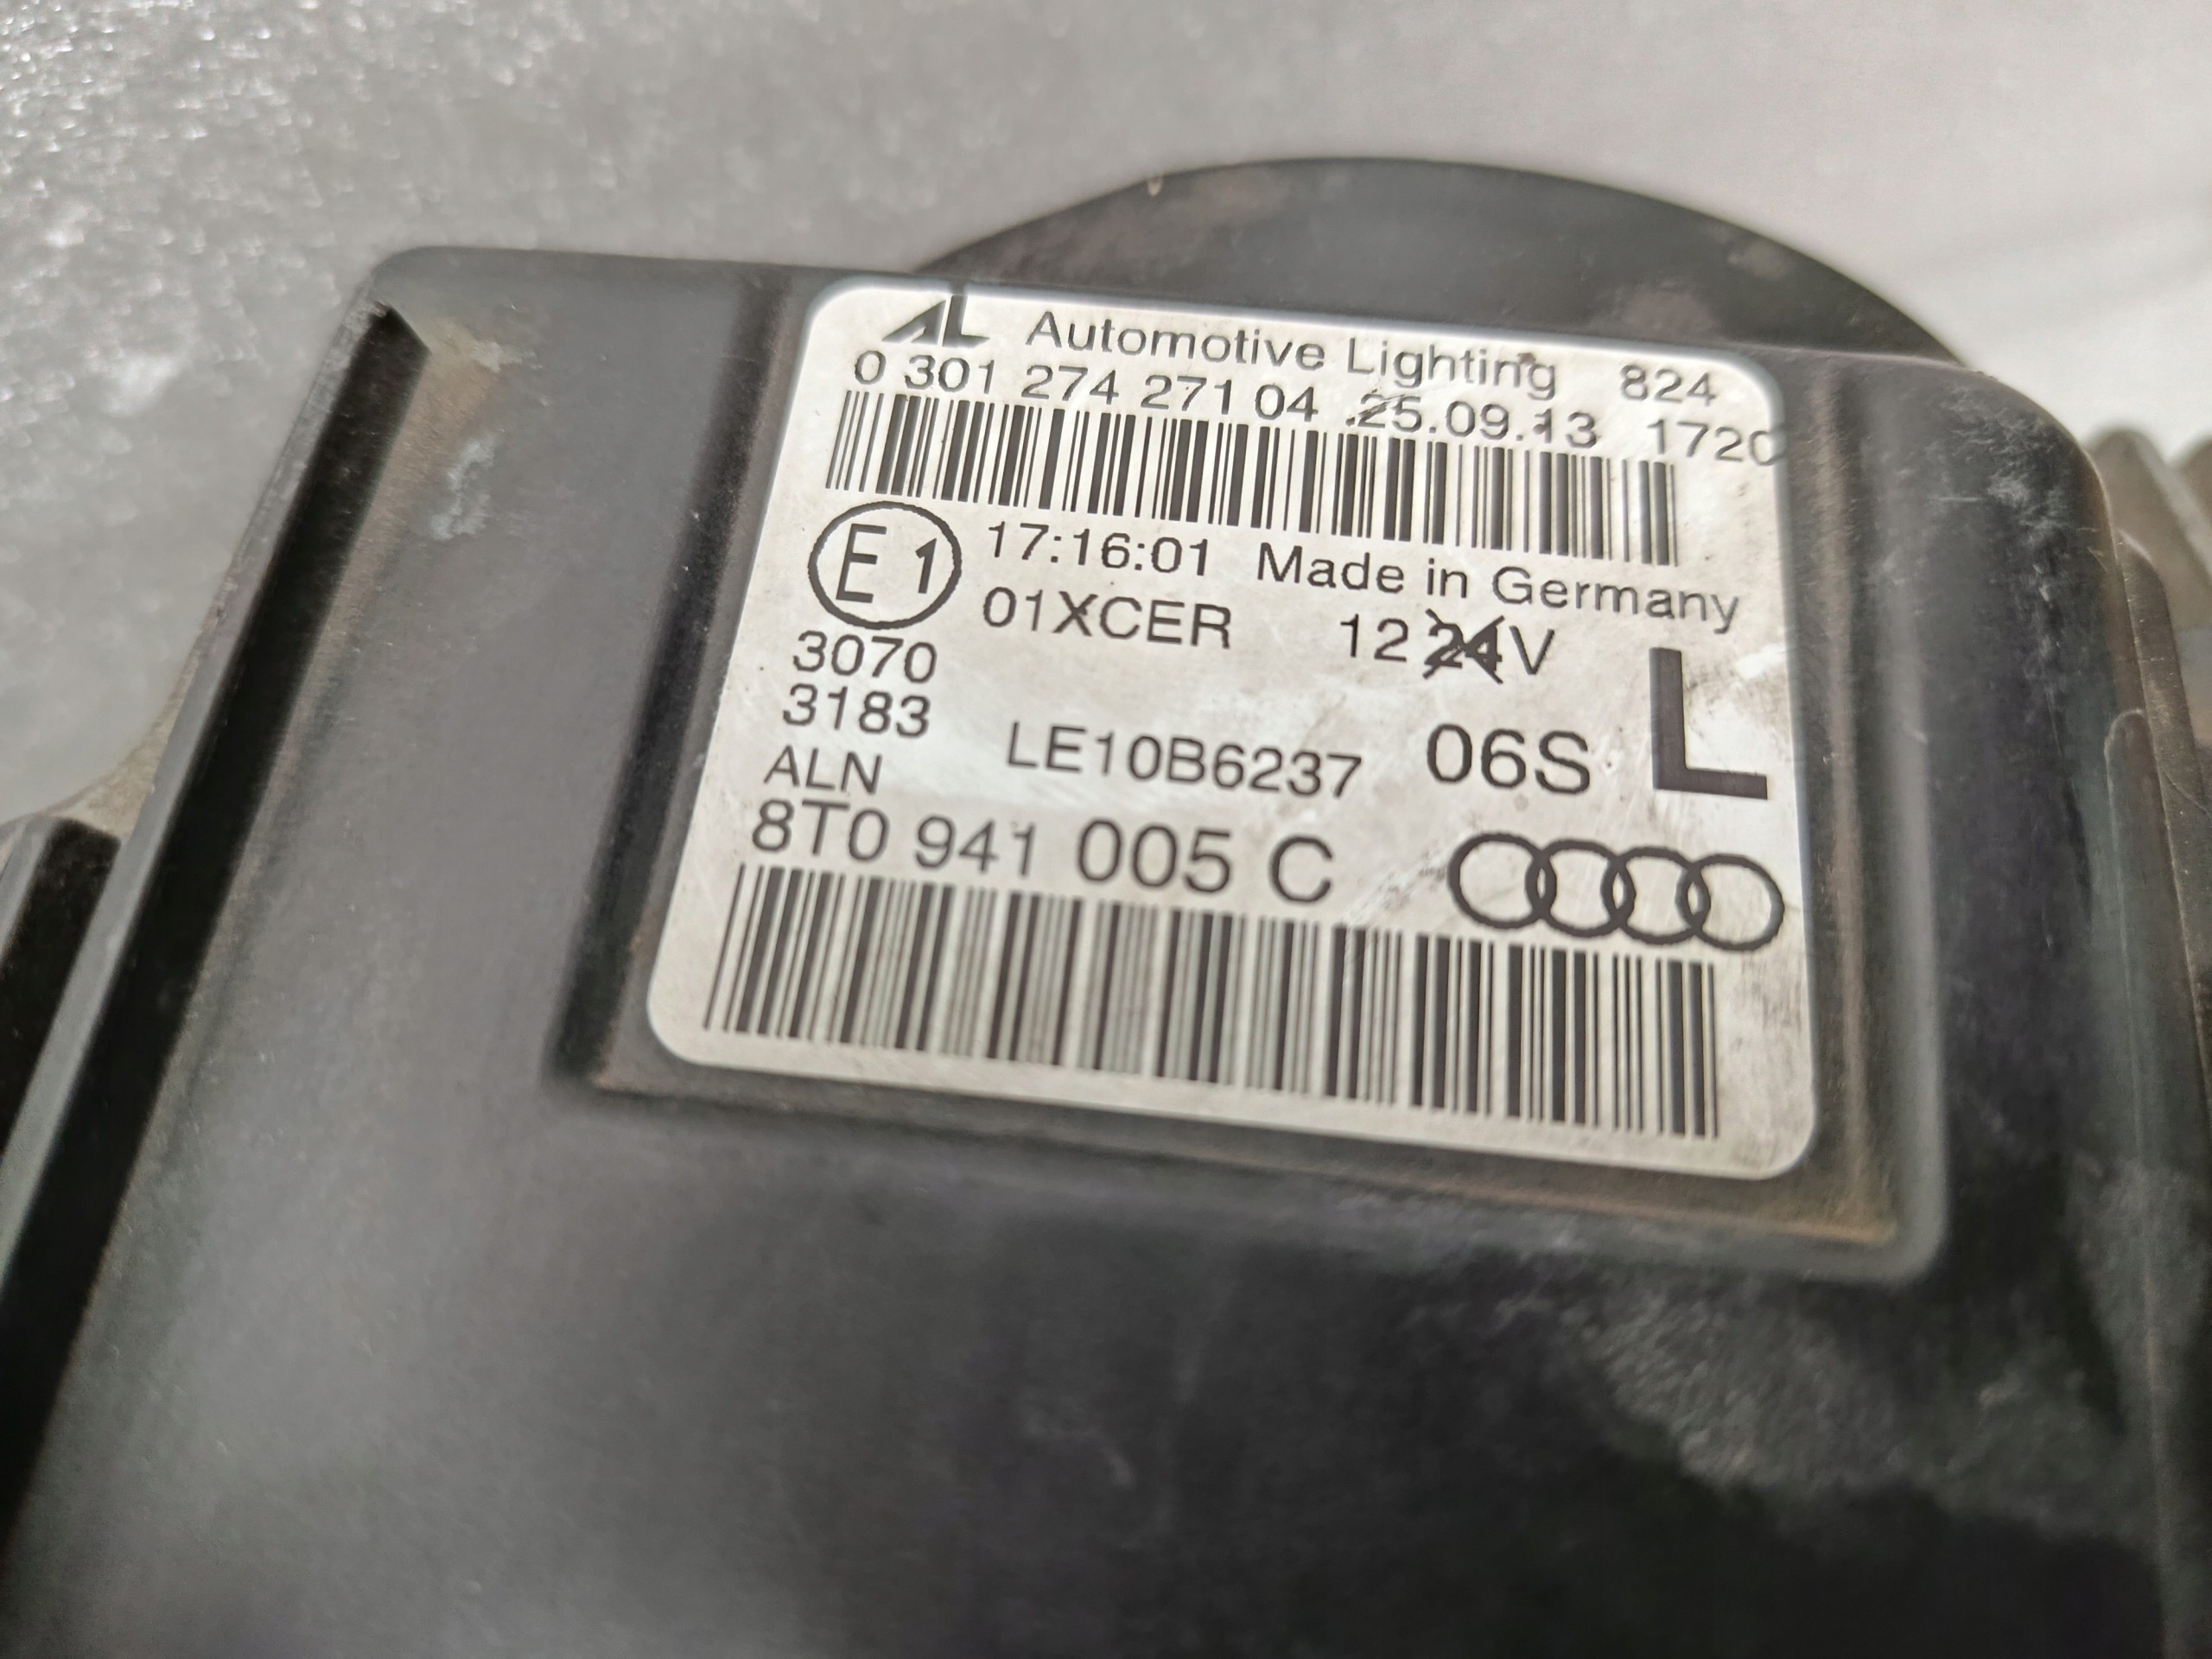 AL Automotive Lighting 824
0 301 274 271 04 25.09.13 1720
E1 17:16:01 Made in Germany
01XCER 12 24V
3070
3183 L
ALN LE10B6237 06S
8T0 941 005 C